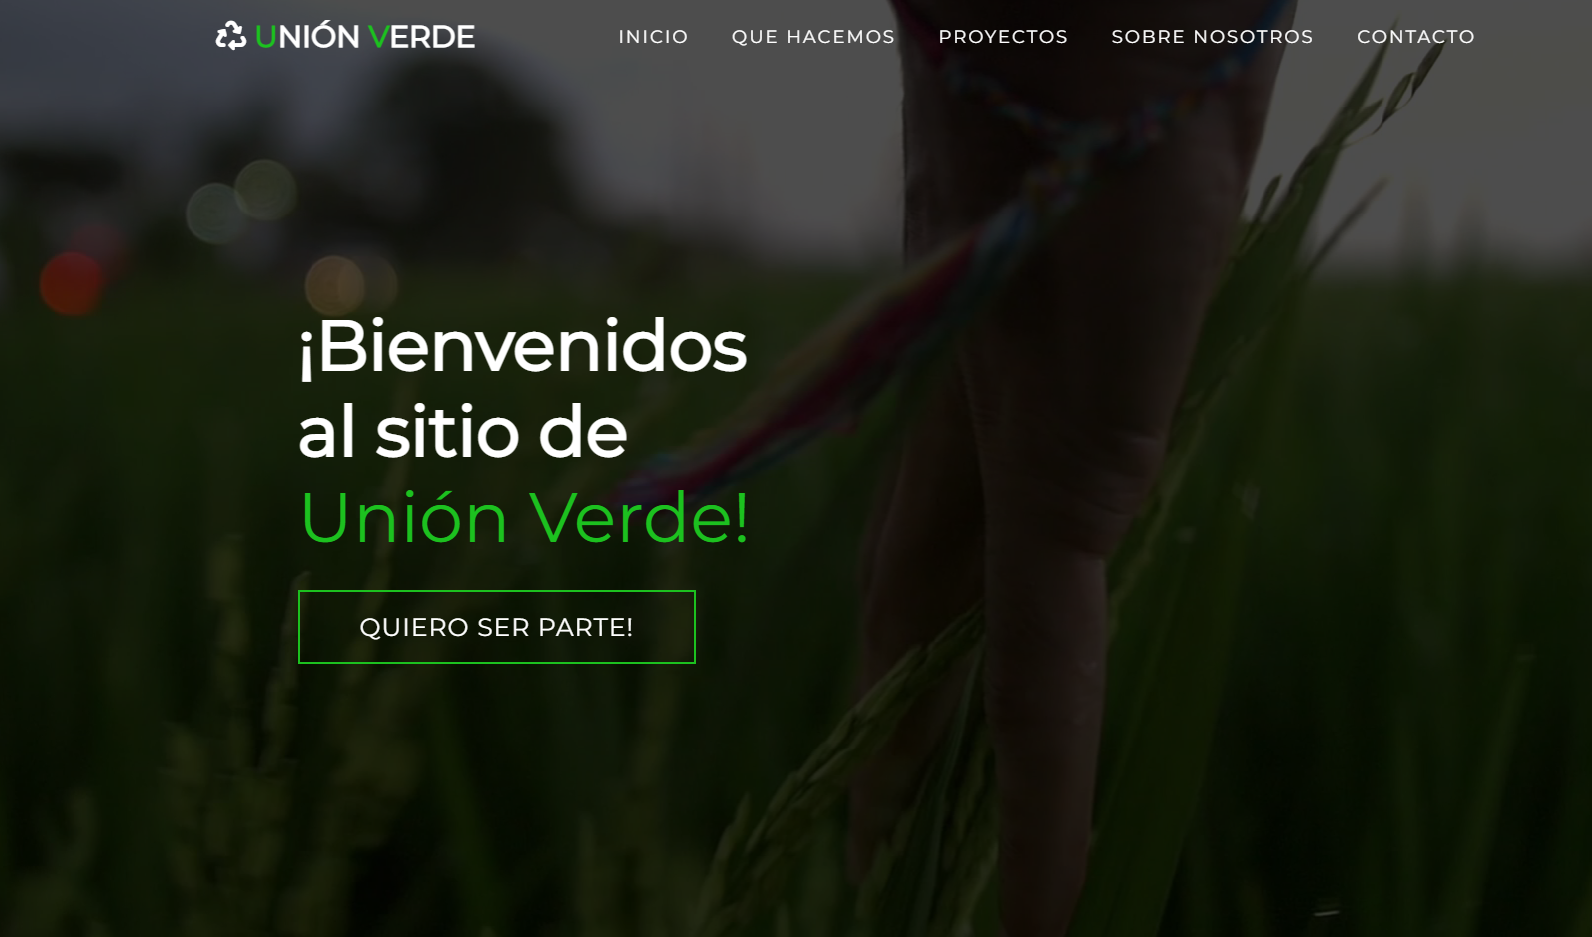 UNIÓN VERDE
INICIO
QUE HACEMOS
PROYECTOS
SOBRE NOSOTROS
CONTACTO
¡Bienvenidos
al sitio de
Unión Verde!
QUIERO SER PARTE!